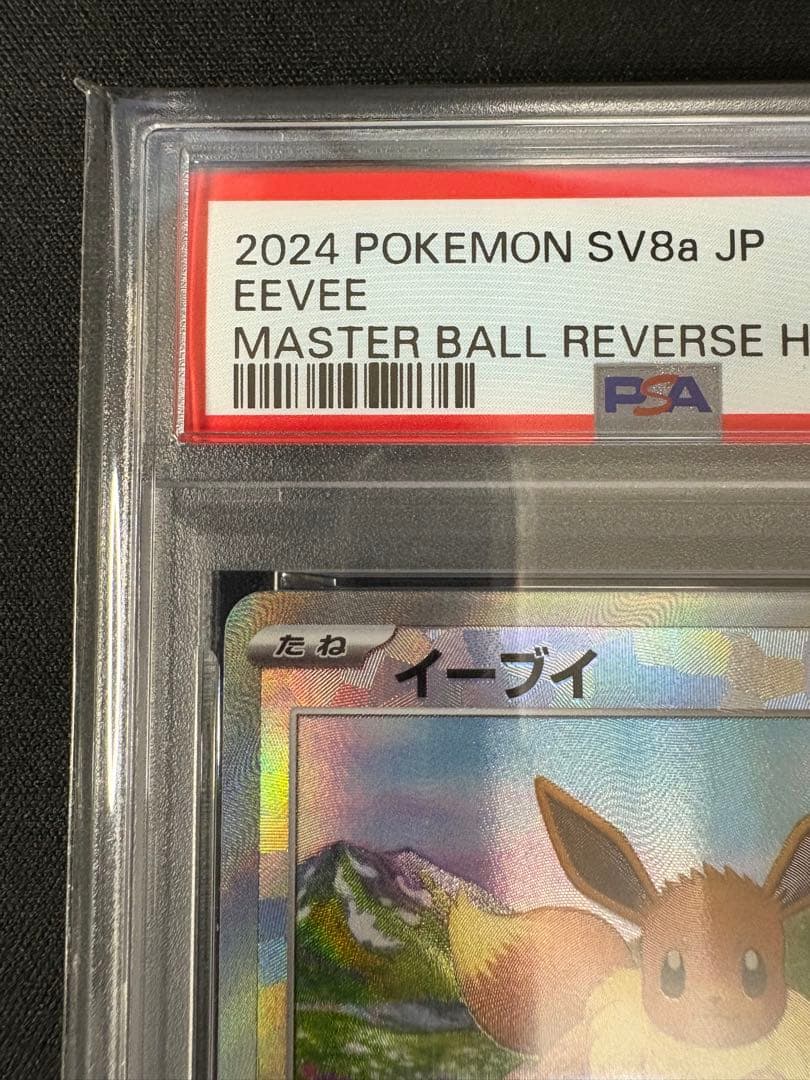 2024 POKEMON SV8a JP
EEVEE
MASTER BALL REVERSE H
PSA
たね
イーブイ